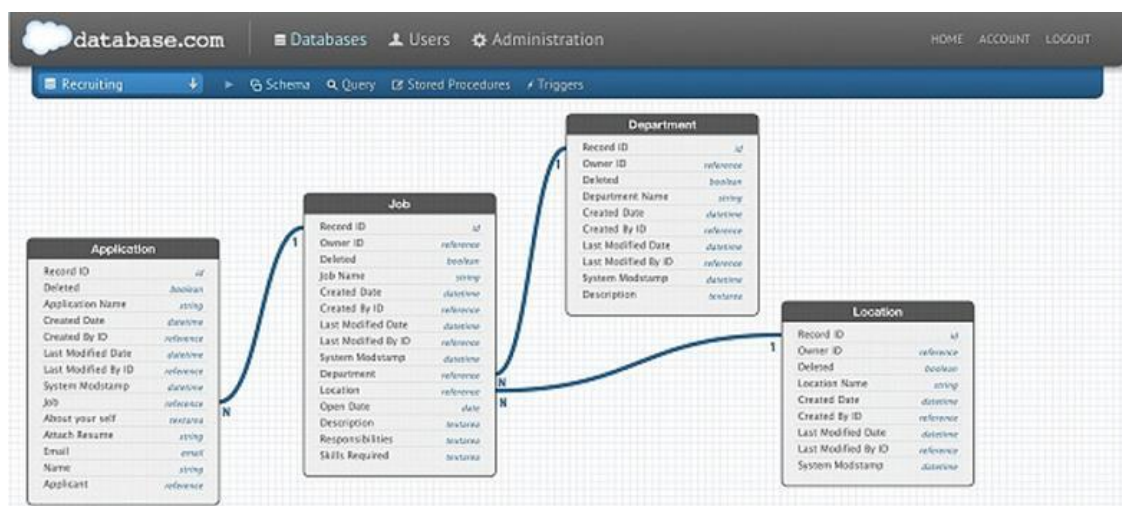 database.com Databases Users Administration HOME ACCOUNT LOGOUT
Recruiting Schema Query Stored Procedures Triggers
Application
Record ID id
Deleted boolean
Application Name string
Created Date datetime
Created By ID reference
Last Modified Date datetime
Last Modified By ID reference
System Modstamp datetime
Job reference
About your self textarea
Attach Resume string
Email email
Name string
Applicant reference
N
1
Job
Record ID id
Owner ID reference
Deleted boolean
Job Name string
Created Date datetime
Created By ID reference
Last Modified Date datetime
Last Modified By ID reference
System Modstamp datetime
Department reference
Location reference
Open Date date
Description textarea
Responsibilities textarea
Skills Required textarea
N
N
1
Department
Record ID id
Owner ID reference
Deleted boolean
Department Name string
Created Date datetime
Created By ID reference
Last Modified Date datetime
Last Modified By ID reference
System Modstamp datetime
Description textarea
1
Location
Record ID id
Owner ID reference
Deleted boolean
Location Name string
Created Date datetime
Created By ID reference
Last Modified Date datetime
Last Modified By ID reference
System Modstamp datetime